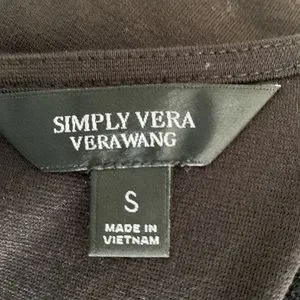 SIMPLY VERA
VERAWANG
S
MADE IN
VIETNAM